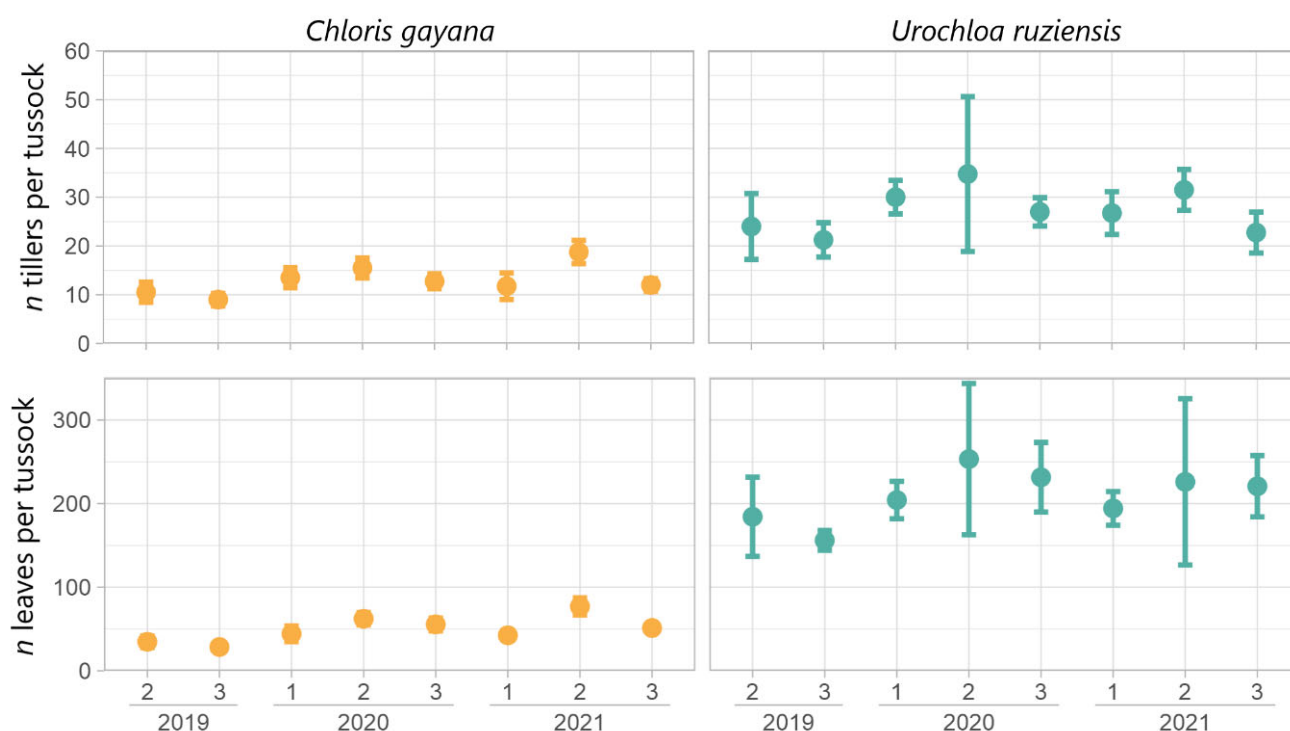 Chloris gayana
Urochloa ruziensis
n tillers per tussock
60
50
40
30
20
10
0
n leaves per tussock
300
200
100
0
2 3 1 2 3 1 2 3
2019 2020 2021
2 3 1 2 3 1 2 3
2019 2020 2021